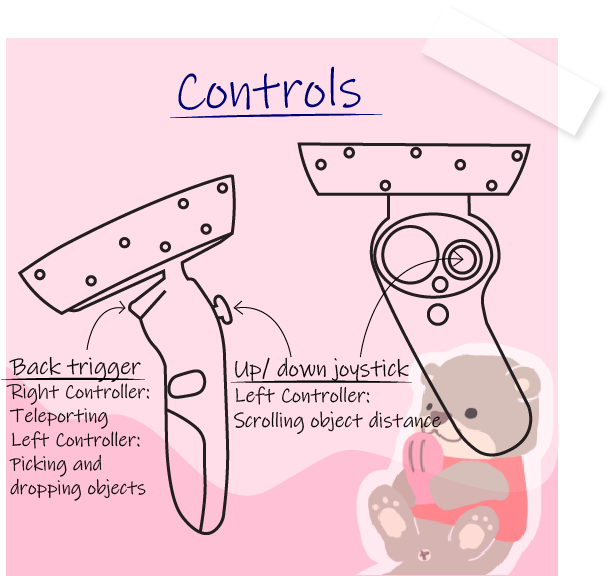 Controls
Back trigger
Right Controller:
Teleporting
Left Controller:
Picking and
dropping objects
Up/ down joystick
Left Controller:
Scrolling object distance